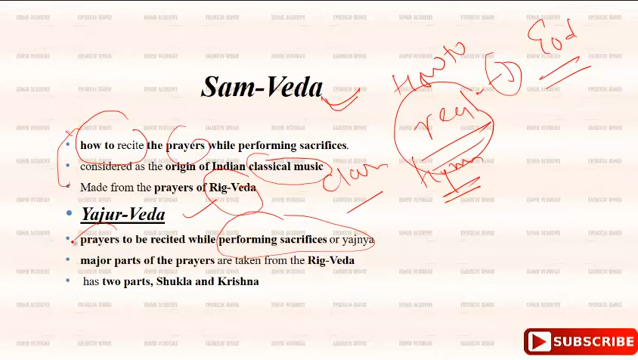 Sam-Veda
how to recite the prayers while performing sacrifices.
considered as the origin of Indian classical music
Made from the prayers of Rig-Veda
Yajur-Veda
prayers to be recited while performing sacrifices or yajnya
major parts of the prayers are taken from the Rig-Veda
has two parts, Shukla and Krishna
How to
God
SUBSCRIBE